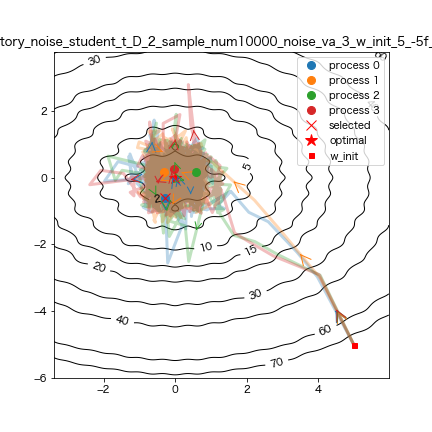 tory_noise_student_t_D_2_sample_num10000_noise_va_3_w_init_5_-5f_
30
process 0
process 1
process 2
process 3
selected
optimal
w_init
5
2
10
15
20
30
40
60
70
2
0
−2
−4
−6
−2
0
2
4